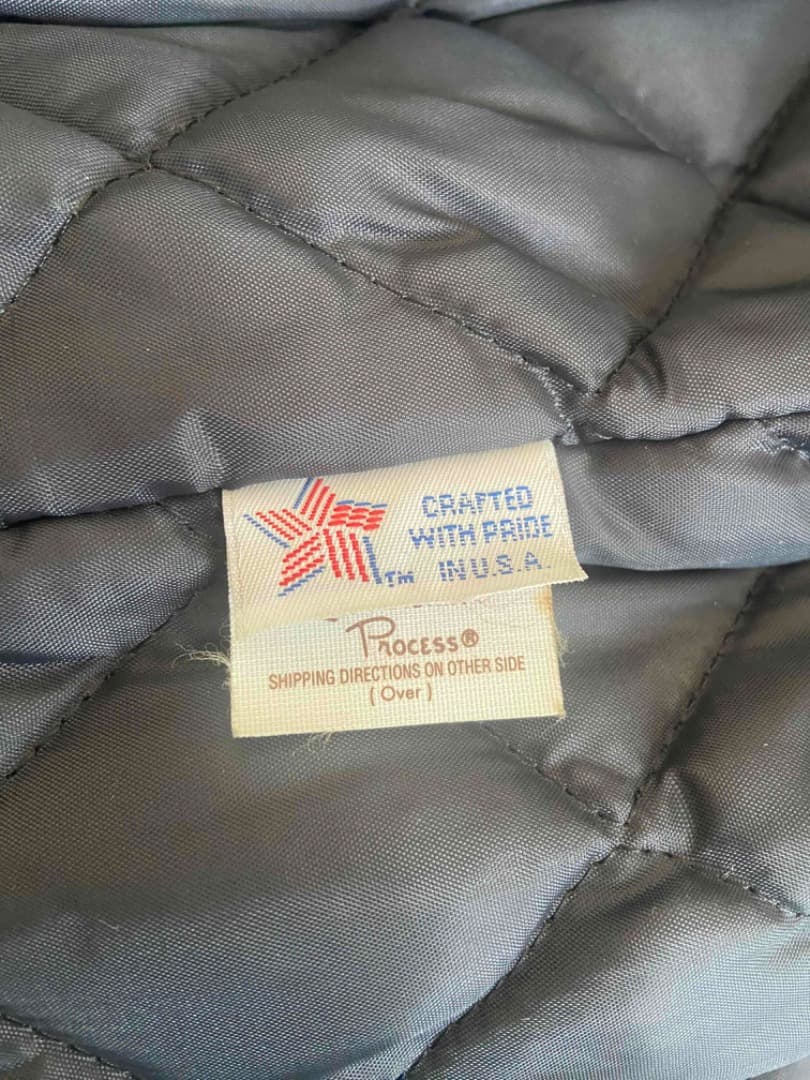 CRAFTED
WITH PRIDE
IN U.S.A.
TM
Process®
SHIPPING DIRECTIONS ON OTHER SIDE
( Over )